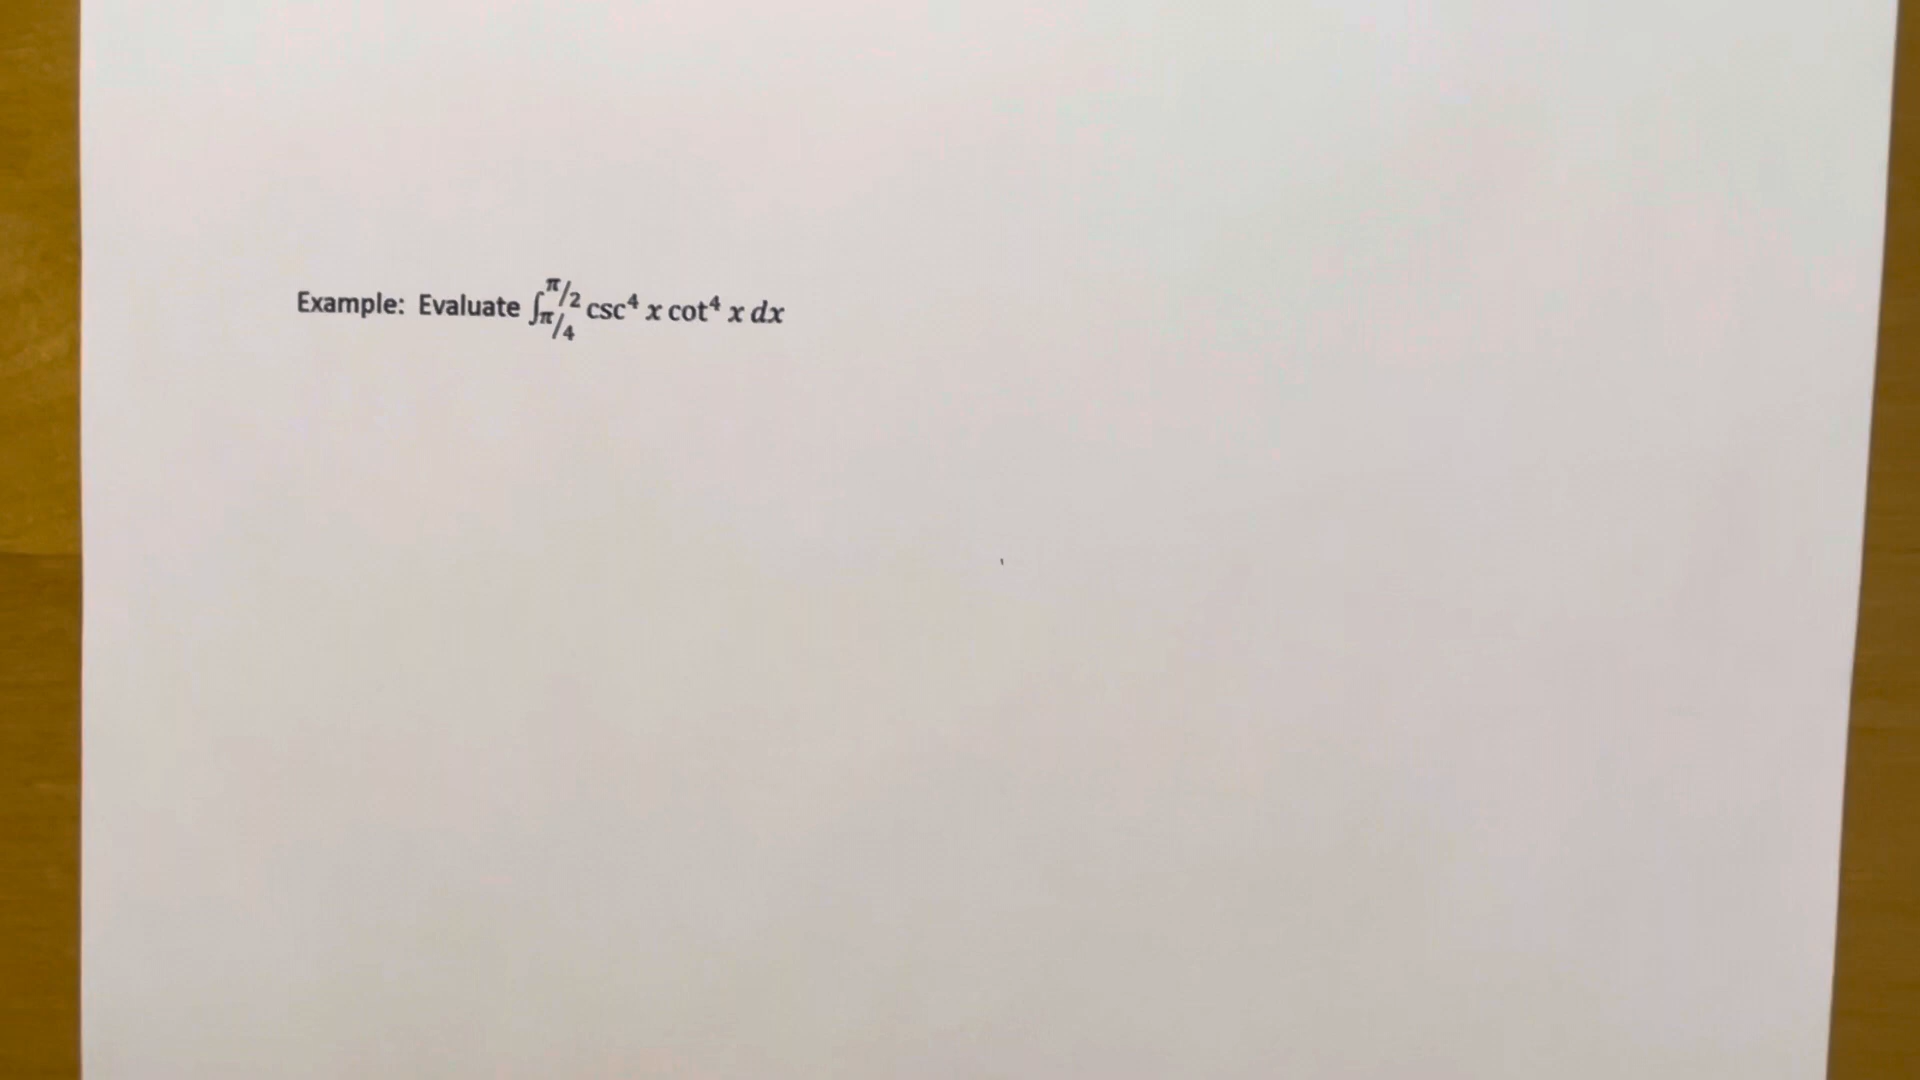 Example: Evaluate ∫_{π/4}^{π/2} csc⁴ x cot⁴ x dx